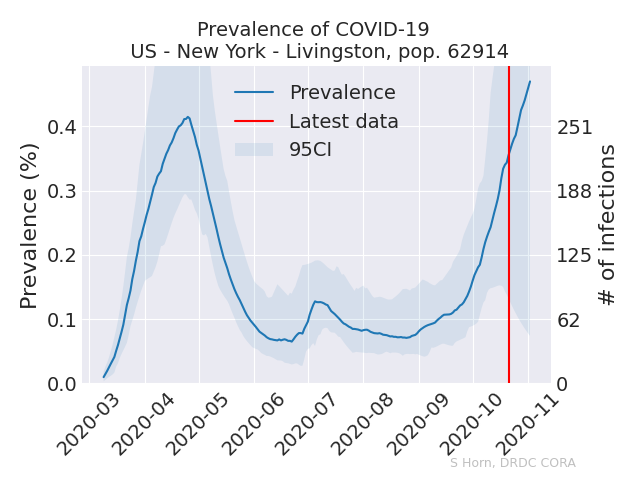 Prevalence of COVID-19
US - New York - Livingston, pop. 62914
Prevalence
Latest data
95CI
Prevalence (%)
0.4
0.3
0.2
0.1
0.0
# of infections
251
188
125
62
0
2020-03
2020-04
2020-05
2020-06
2020-07
2020-08
2020-09
2020-10
2020-11
S Horn, DRDC CORA